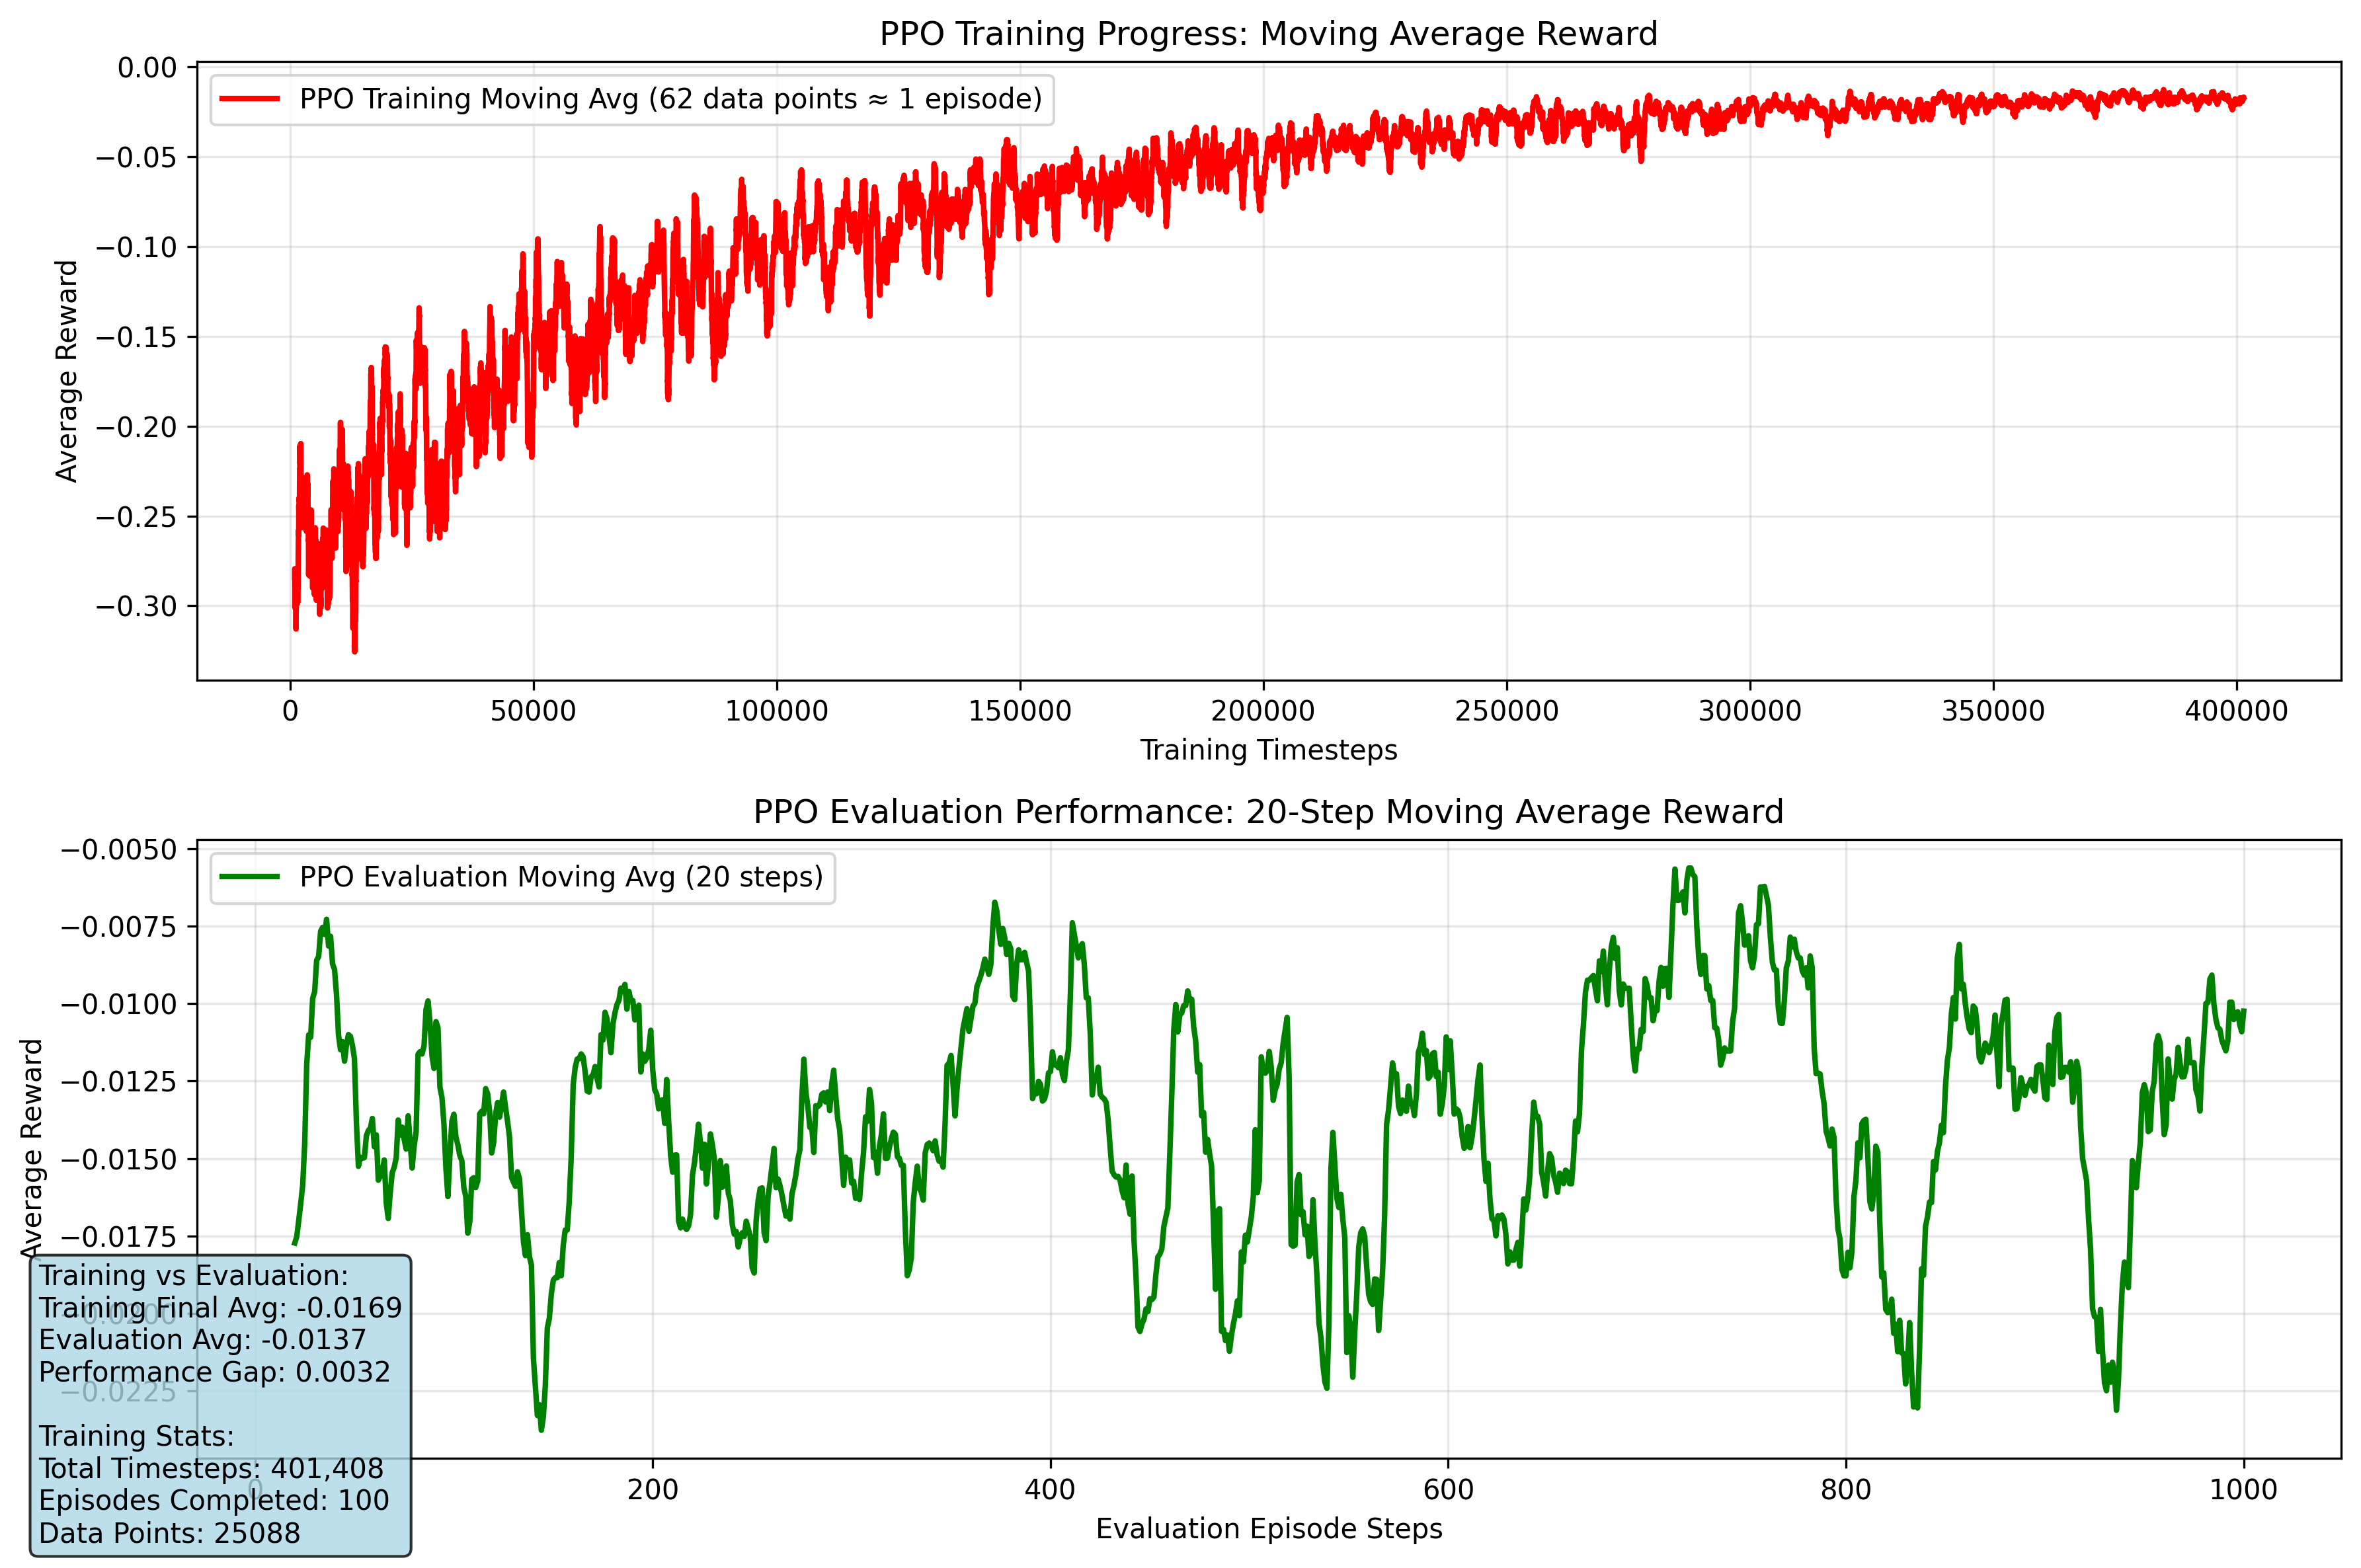 PPO Training Progress: Moving Average Reward
0.00
−0.05
−0.10
−0.15
−0.20
−0.25
−0.30
Average Reward
PPO Training Moving Avg (62 data points ≈ 1 episode)
0 50000 100000 150000 200000 250000 300000 350000 400000
Training Timesteps
PPO Evaluation Performance: 20-Step Moving Average Reward
−0.0050
−0.0075
−0.0100
−0.0125
−0.0150
−0.0175
−0.0200
−0.0225
Average Reward
PPO Evaluation Moving Avg (20 steps)
0 200 400 600 800 1000
Evaluation Episode Steps
Training vs Evaluation:
Training Final Avg: -0.0169
Evaluation Avg: -0.0137
Performance Gap: 0.0032
Training Stats:
Total Timesteps: 401,408
Episodes Completed: 100
Data Points: 25088